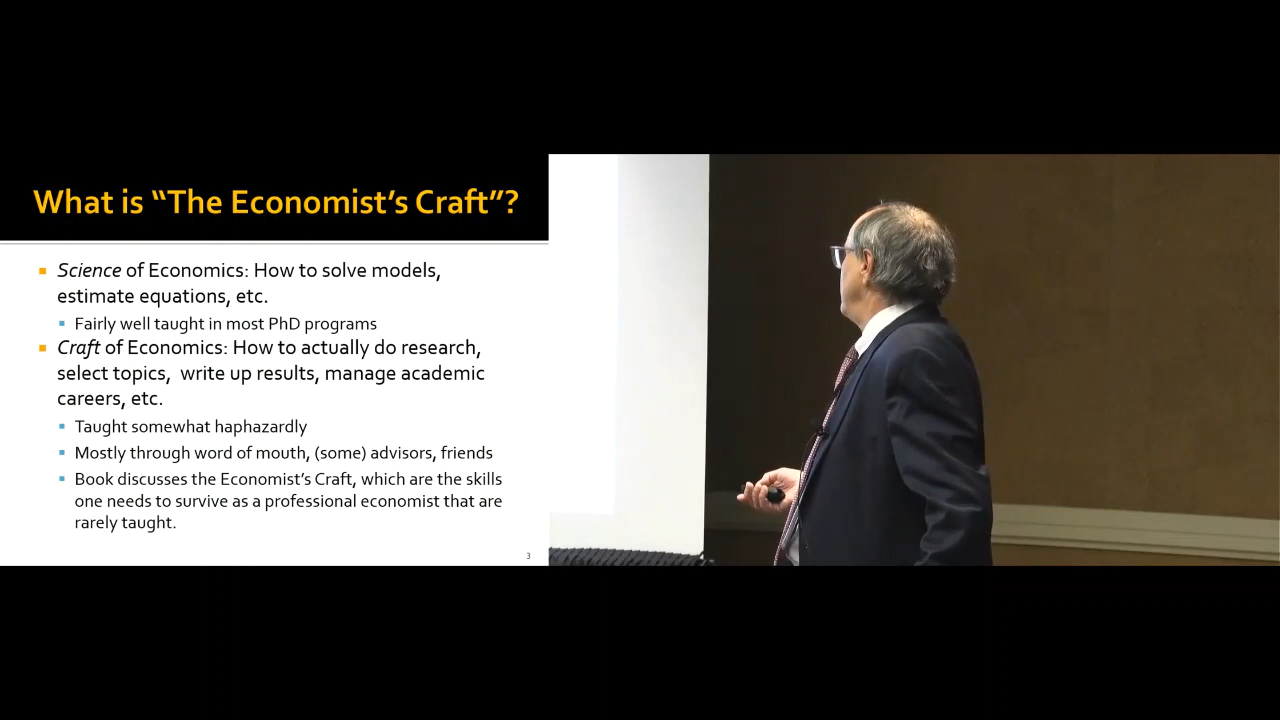 What is “The Economist’s Craft”?
Science of Economics: How to solve models,
estimate equations, etc.
Fairly well taught in most PhD programs
Craft of Economics: How to actually do research,
select topics, write up results, manage academic
careers, etc.
Taught somewhat haphazardly
Mostly through word of mouth, (some) advisors, friends
Book discusses the Economist’s Craft, which are the skills
one needs to survive as a professional economist that are
rarely taught.
3